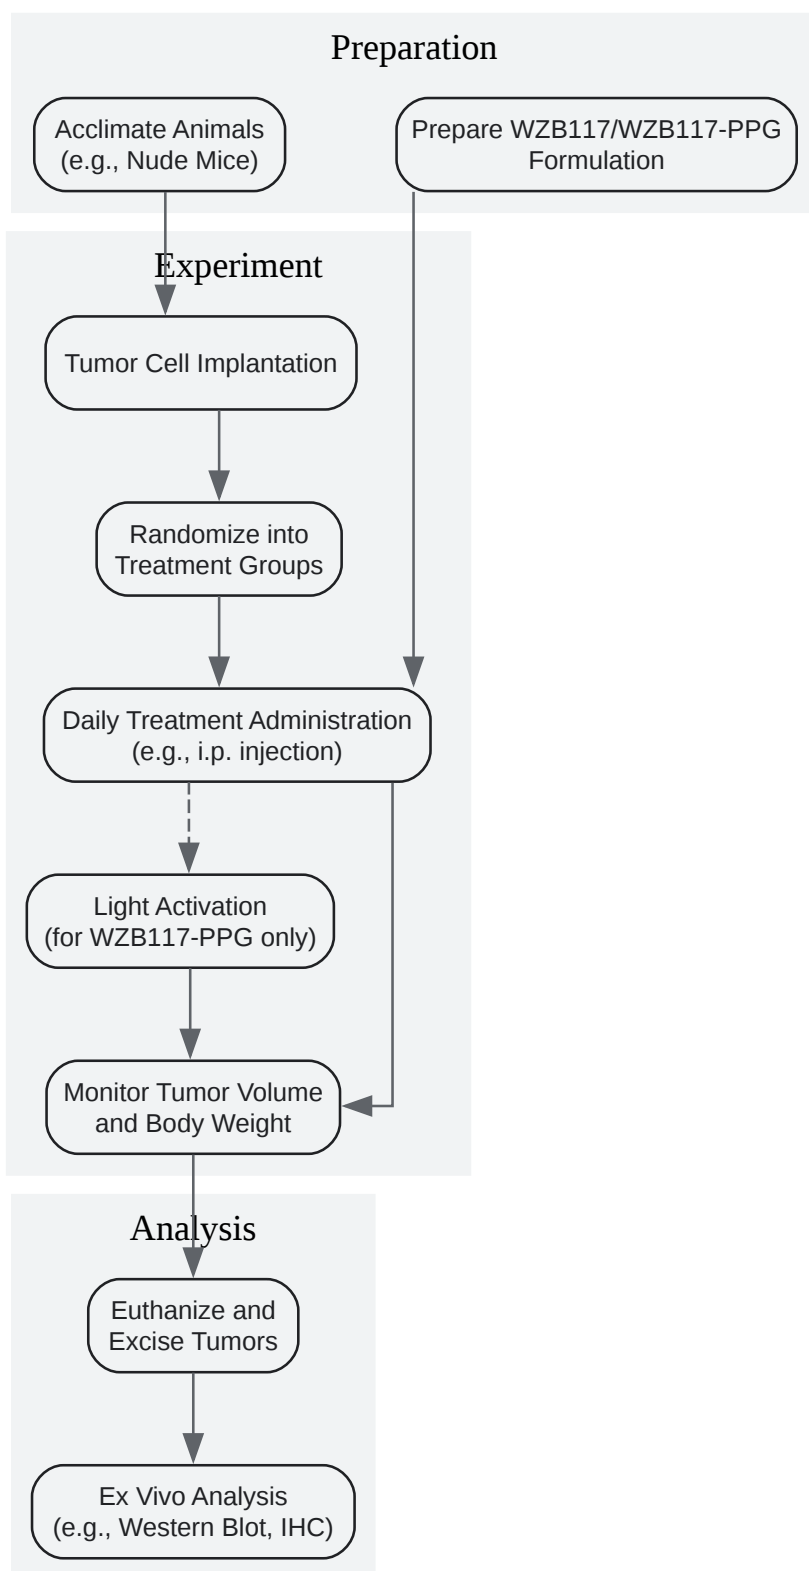 Preparation
Acclimate Animals
(e.g., Nude Mice)
Prepare WZB117/WZB117-PPG
Formulation
Experiment
Tumor Cell Implantation
Randomize into
Treatment Groups
Daily Treatment Administration
(e.g., i.p. injection)
Light Activation
(for WZB117-PPG only)
Monitor Tumor Volume
and Body Weight
Analysis
Euthanize and
Excise Tumors
Ex Vivo Analysis
(e.g., Western Blot, IHC)